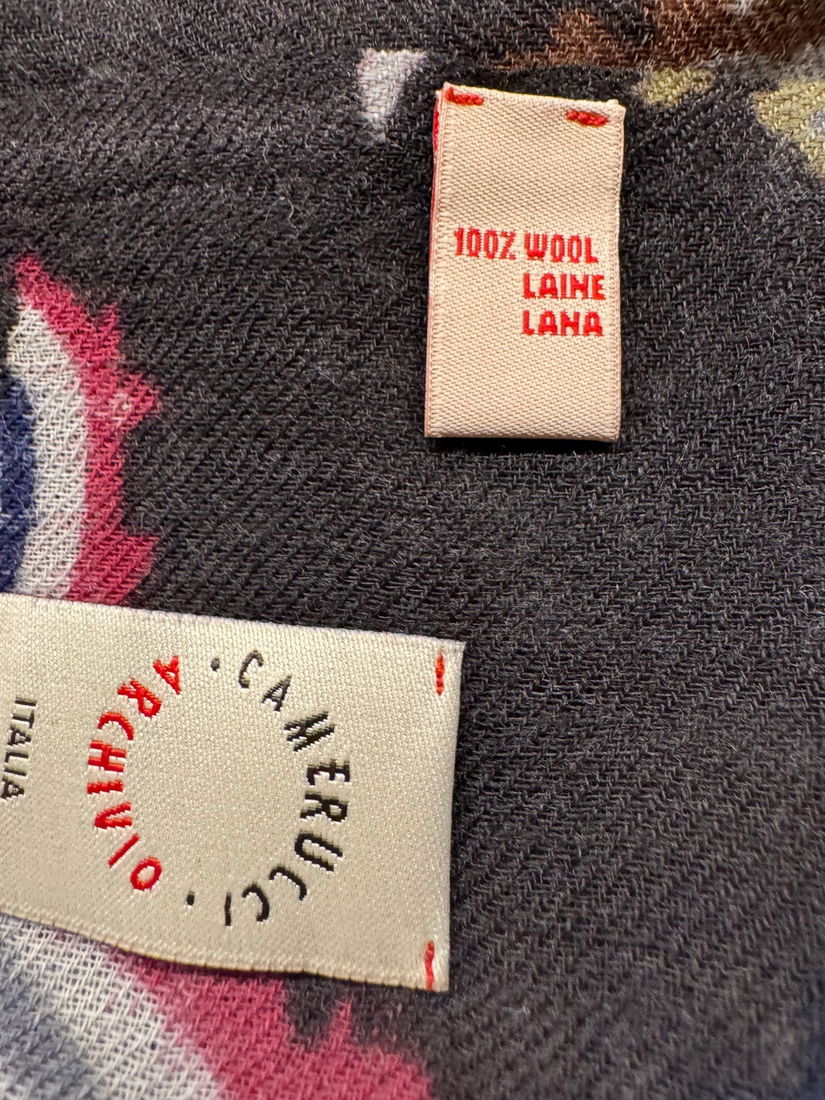 100% WOOL
LAINE
LANA
ARCHIVIO · CAMERUCCI ·
ITALIA